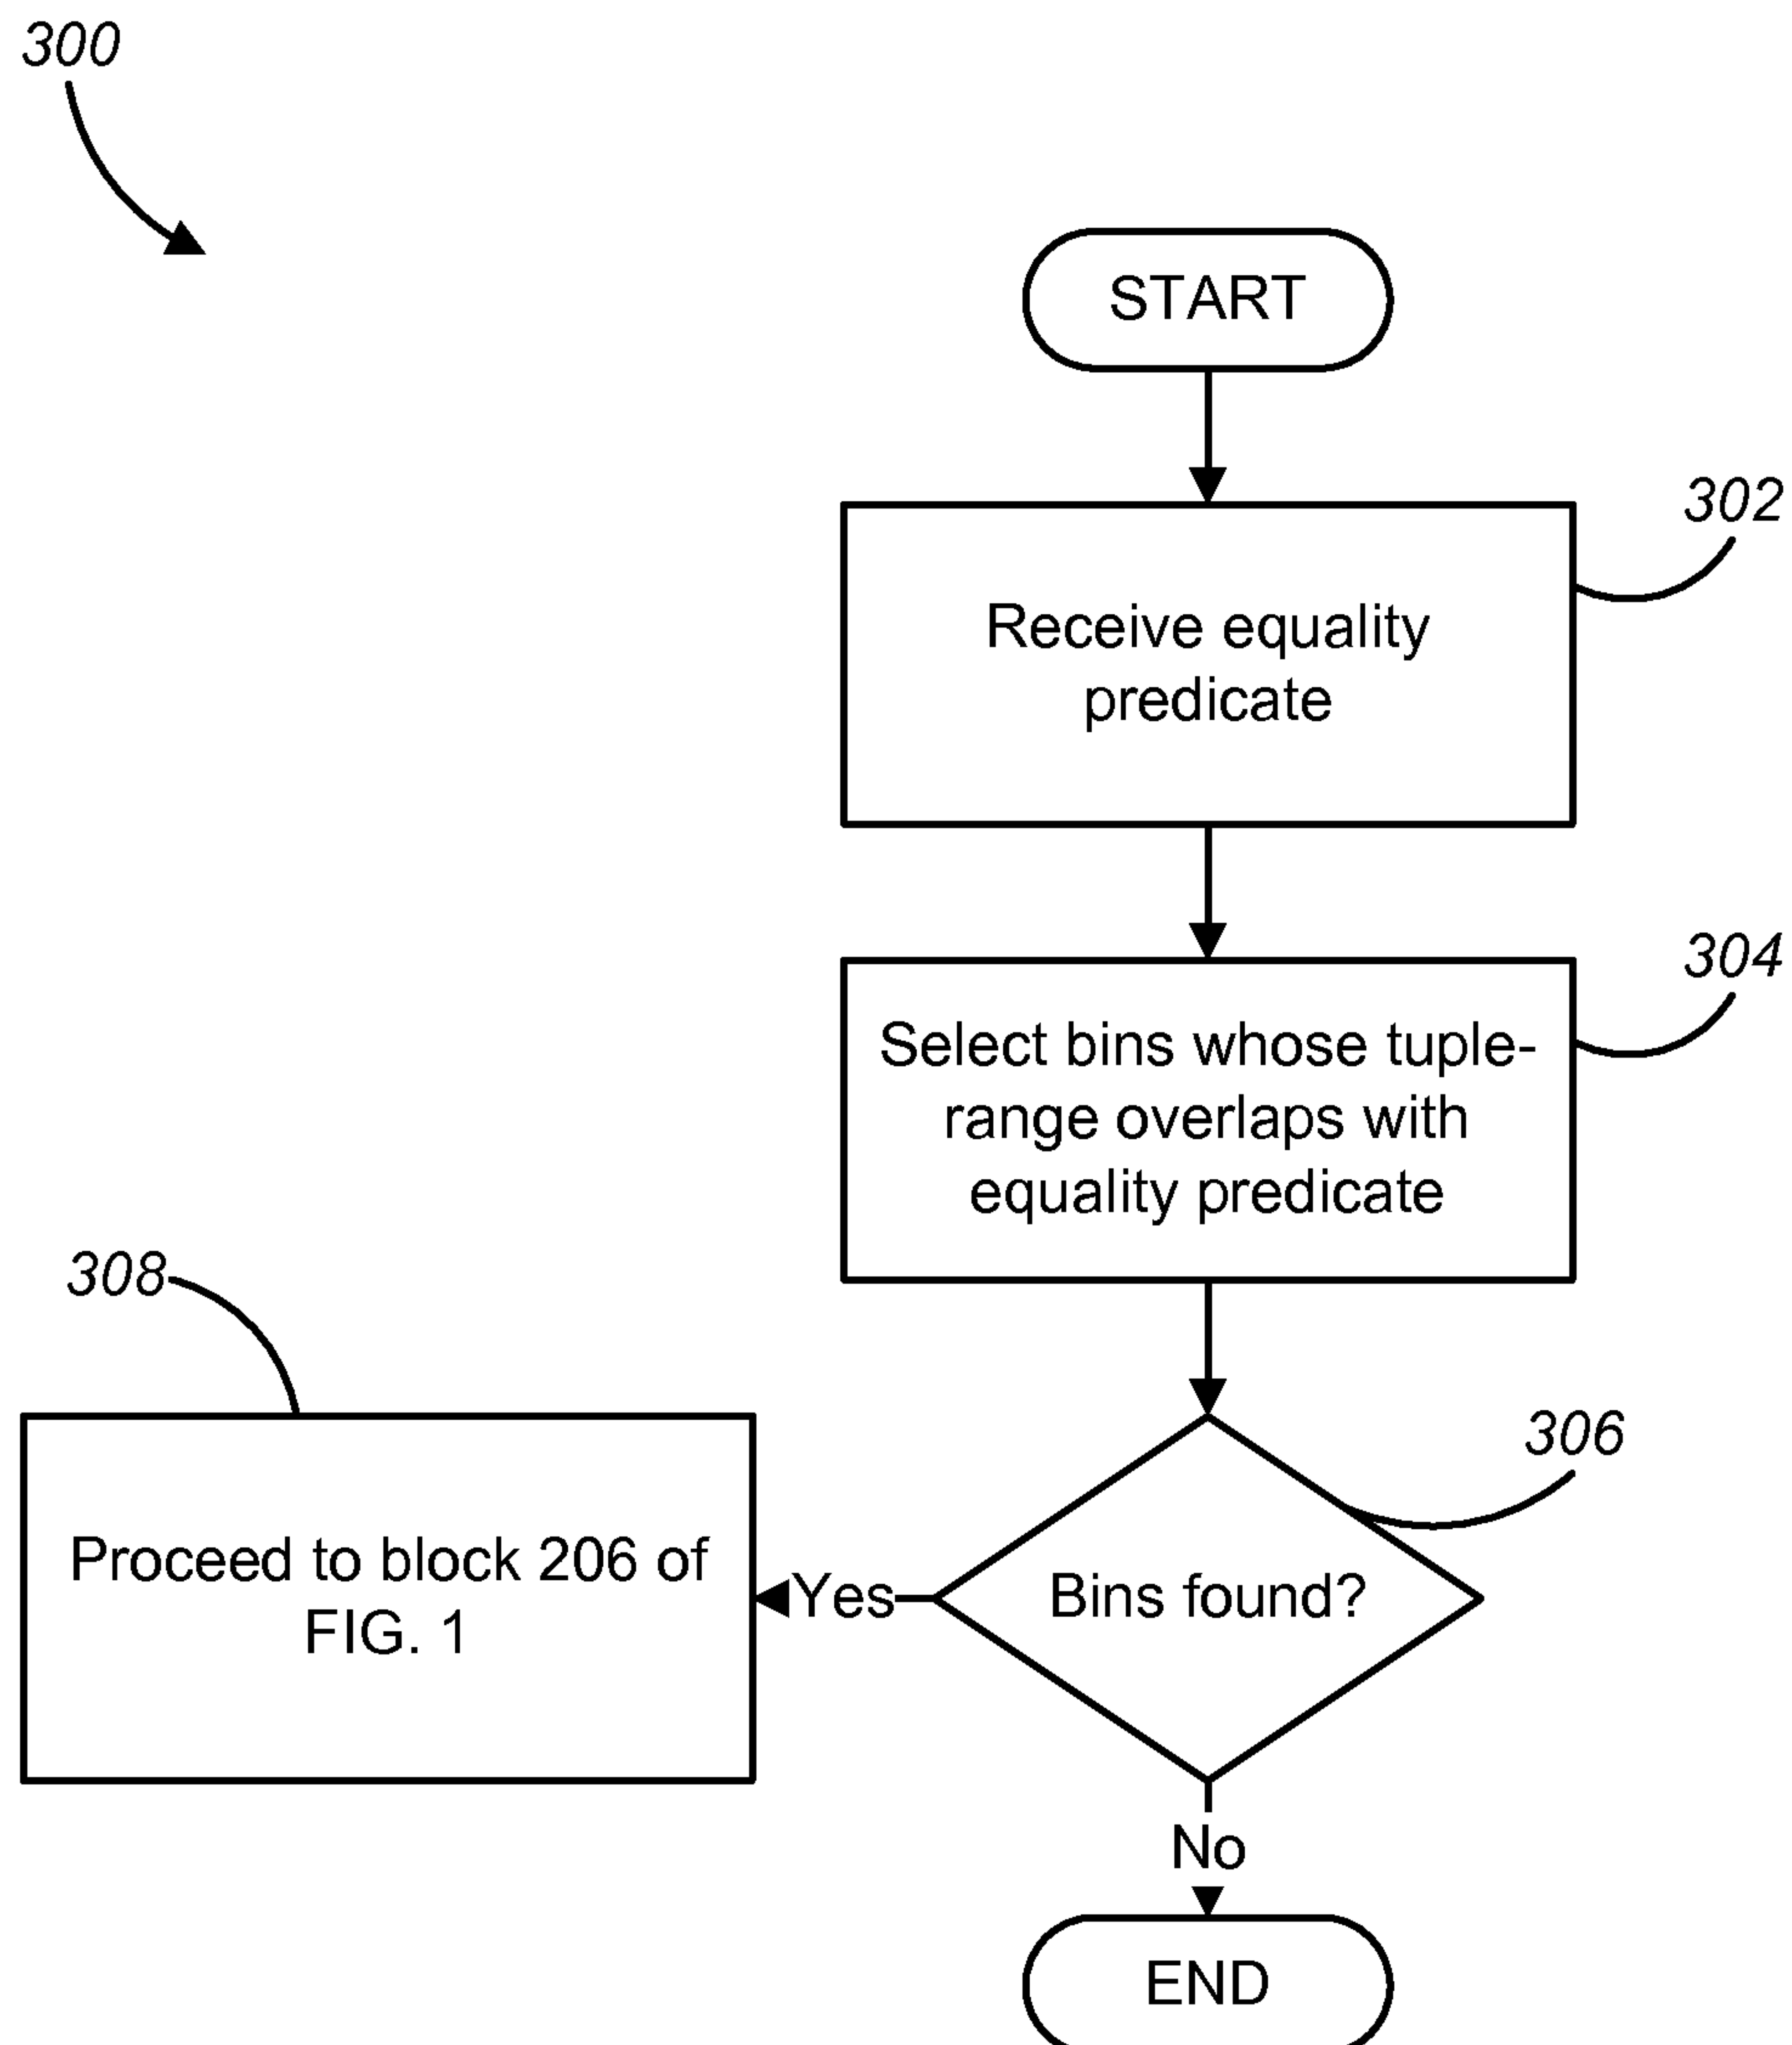 300
START
302
Receive equality
predicate
304
Select bins whose tuple-
range overlaps with
equality predicate
308
306
Proceed to block 206 of
FIG. 1
Yes
Bins found?
No
END